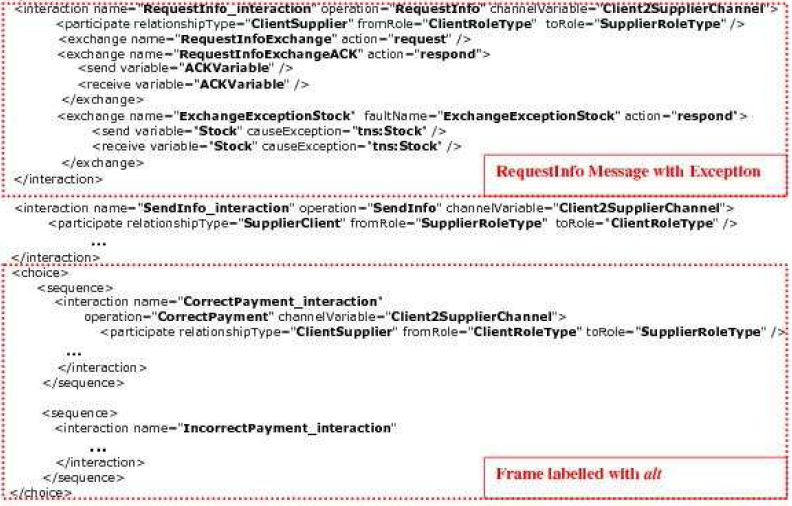 <interaction name="RequestInfo_interaction" operation="RequestInfo" channelVariable="Client2SupplierChannel">
<participate relationshipType="ClientSupplier" fromRole="ClientRoleType" toRole="SupplierRoleType" />
<exchange name="RequestInfoExchange" action="request" />
<exchange name="RequestInfoExchangeACK" action="respond">
<send variable="ACKVariable" />
<receive variable="ACKVariable" />
</exchange>
<exchange name="ExchangeExceptionStock" faultName="ExchangeExceptionStock" action="respond">
<send variable="Stock" causeException="tns:Stock" />
<receive variable="Stock" causeException="tns:Stock" />
</exchange>
RequestInfo Message with Exception
</interaction>
<interaction name="SendInfo_interaction" operation="SendInfo" channelVariable="Client2SupplierChannel">
<participate relationshipType="SupplierClient" fromRole="SupplierRoleType" toRole="ClientRoleType" />
...
</interaction>
<choice>
<sequence>
<interaction name="CorrectPayment_interaction"
operation="CorrectPayment" channelVariable="Client2SupplierChannel">
<participate relationshipType="ClientSupplier" fromRole="ClientRoleType" toRole="SupplierRoleType" />
...
</interaction>
</sequence>
<sequence>
<interaction name="IncorrectPayment_interaction"
...
</interaction>
Frame labelled with alt
</sequence>
</choice>